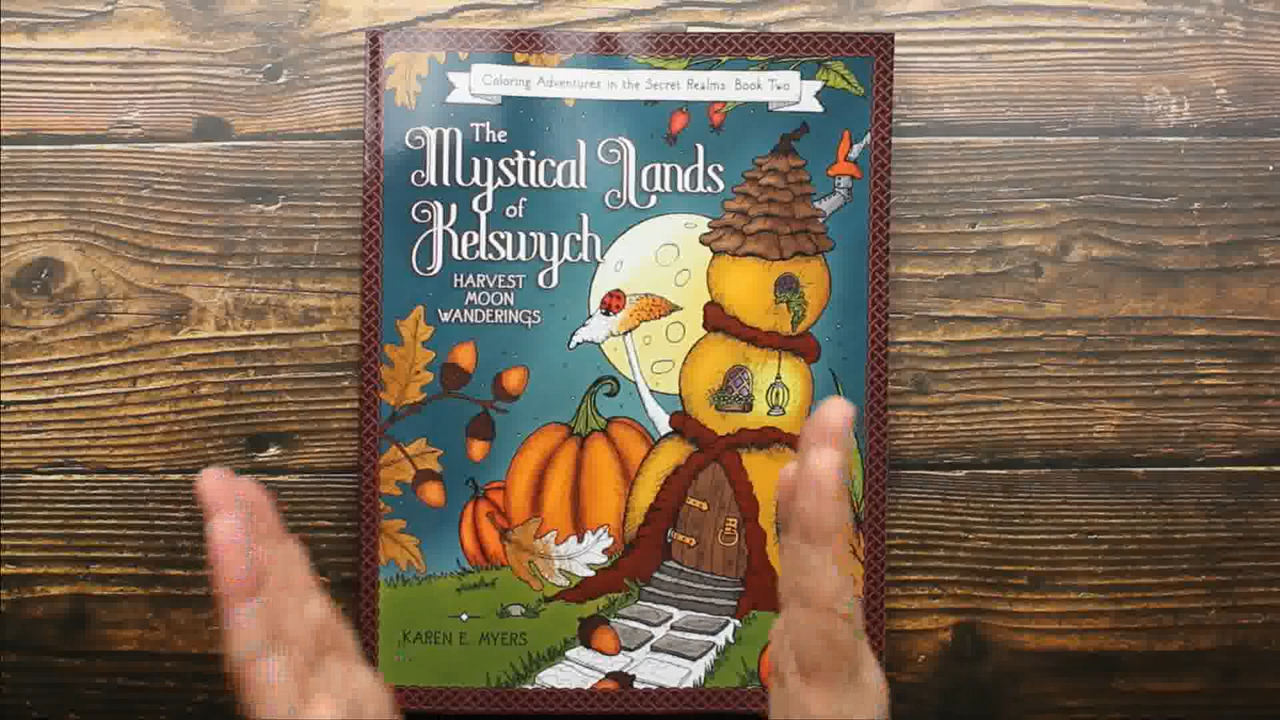 Coloring Adventures in the Secret Realms: Book Two
The
Mystical Lands
of
Kelswych
HARVEST
MOON
WANDERINGS
KAREN E. MYERS